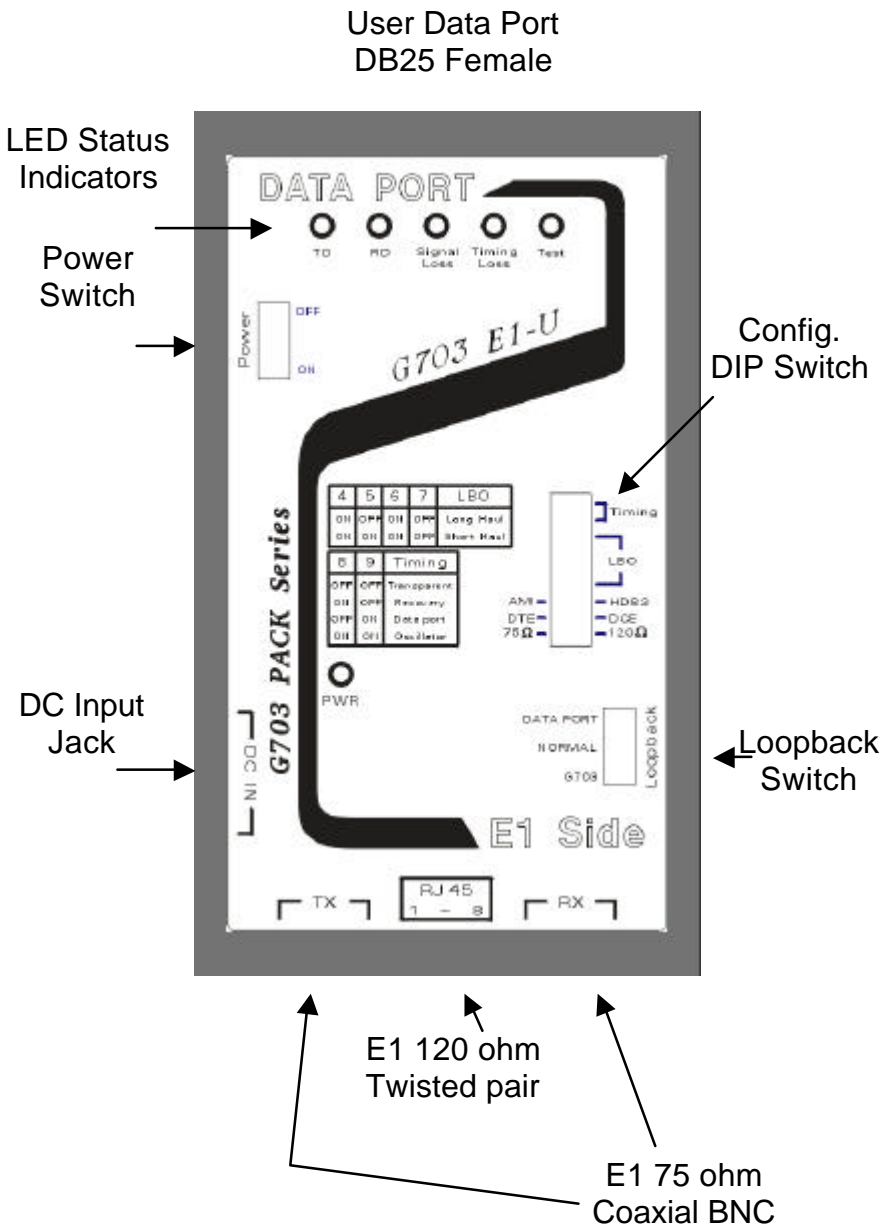 User Data Port
DB25 Female
LED Status
Indicators
DATA PORT
TD RD Signal Loss Timing Loss Test
Power
Switch
Power
OFF
ON
G703 E1-U
Config.
DIP Switch
4 5 6 7 LBO
ON OFF ON OFF Long Haul
ON ON ON OFF Short Haul
8 9 Timing
OFF OFF Transparent
ON OFF Recovery
OFF ON Data port
ON ON Oscillator
Timing
LBO
AMI HDB3
DTE DCE
75Ω 120Ω
G703 PACK Series
PWR
DC Input
Jack
DC IN
DATA PORT
NORMAL
G703
Loopback
Loopback
Switch
E1 Side
TX
RJ45
1 - 8
RX
E1 120 ohm
Twisted pair
E1 75 ohm
Coaxial BNC